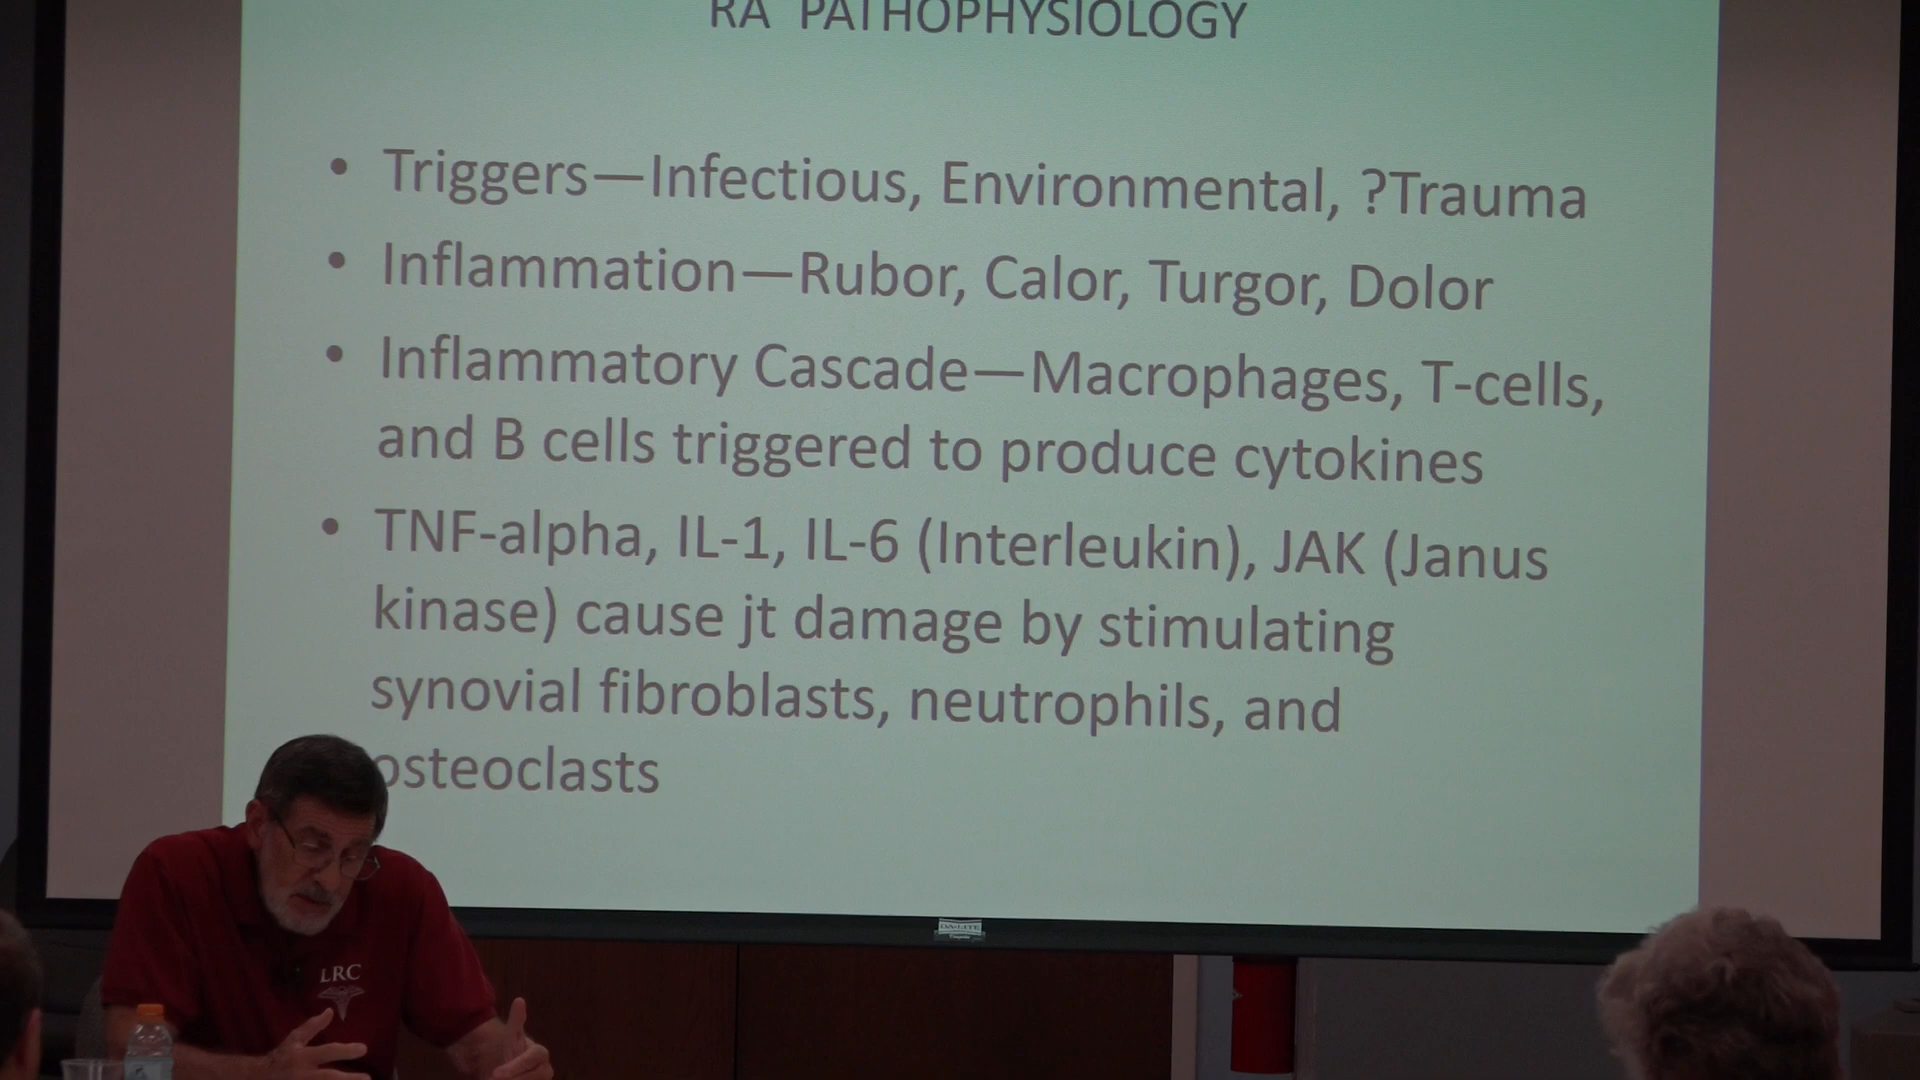 RA PATHOPHYSIOLOGY
• Triggers—Infectious, Environmental, ?Trauma
• Inflammation—Rubor, Calor, Turgor, Dolor
• Inflammatory Cascade—Macrophages, T-cells,
and B cells triggered to produce cytokines
• TNF-alpha, IL-1, IL-6 (Interleukin), JAK (Janus
kinase) cause jt damage by stimulating
synovial fibroblasts, neutrophils, and
osteoclasts
DA-LITE
LRC